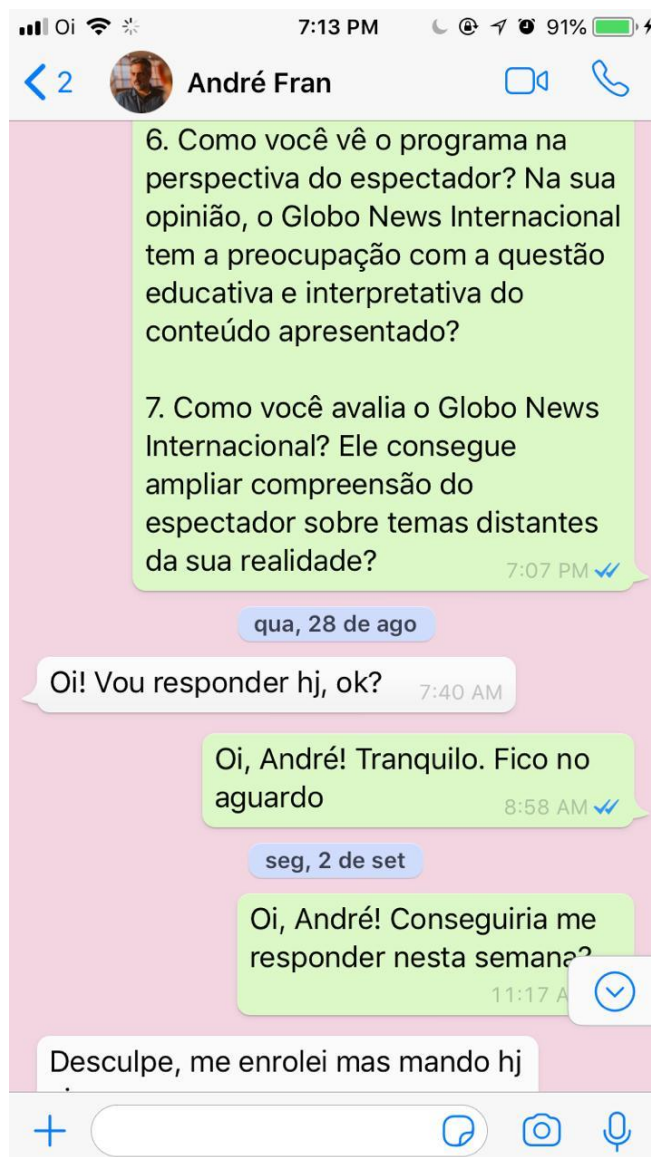 Oi 7:13 PM 91%
2 André Fran
6. Como você vê o programa na
perspectiva do espectador? Na sua
opinião, o Globo News Internacional
tem a preocupação com a questão
educativa e interpretativa do
conteúdo apresentado?
7. Como você avalia o Globo News
Internacional? Ele consegue
ampliar compreensão do
espectador sobre temas distantes
da sua realidade? 7:07 PM
qua, 28 de ago
Oi! Vou responder hj, ok? 7:40 AM
Oi, André! Tranquilo. Fico no
aguardo 8:58 AM
seg, 2 de set
Oi, André! Conseguiria me
responder nesta semana?
11:17 A
Desculpe, me enrolei mas mando hj